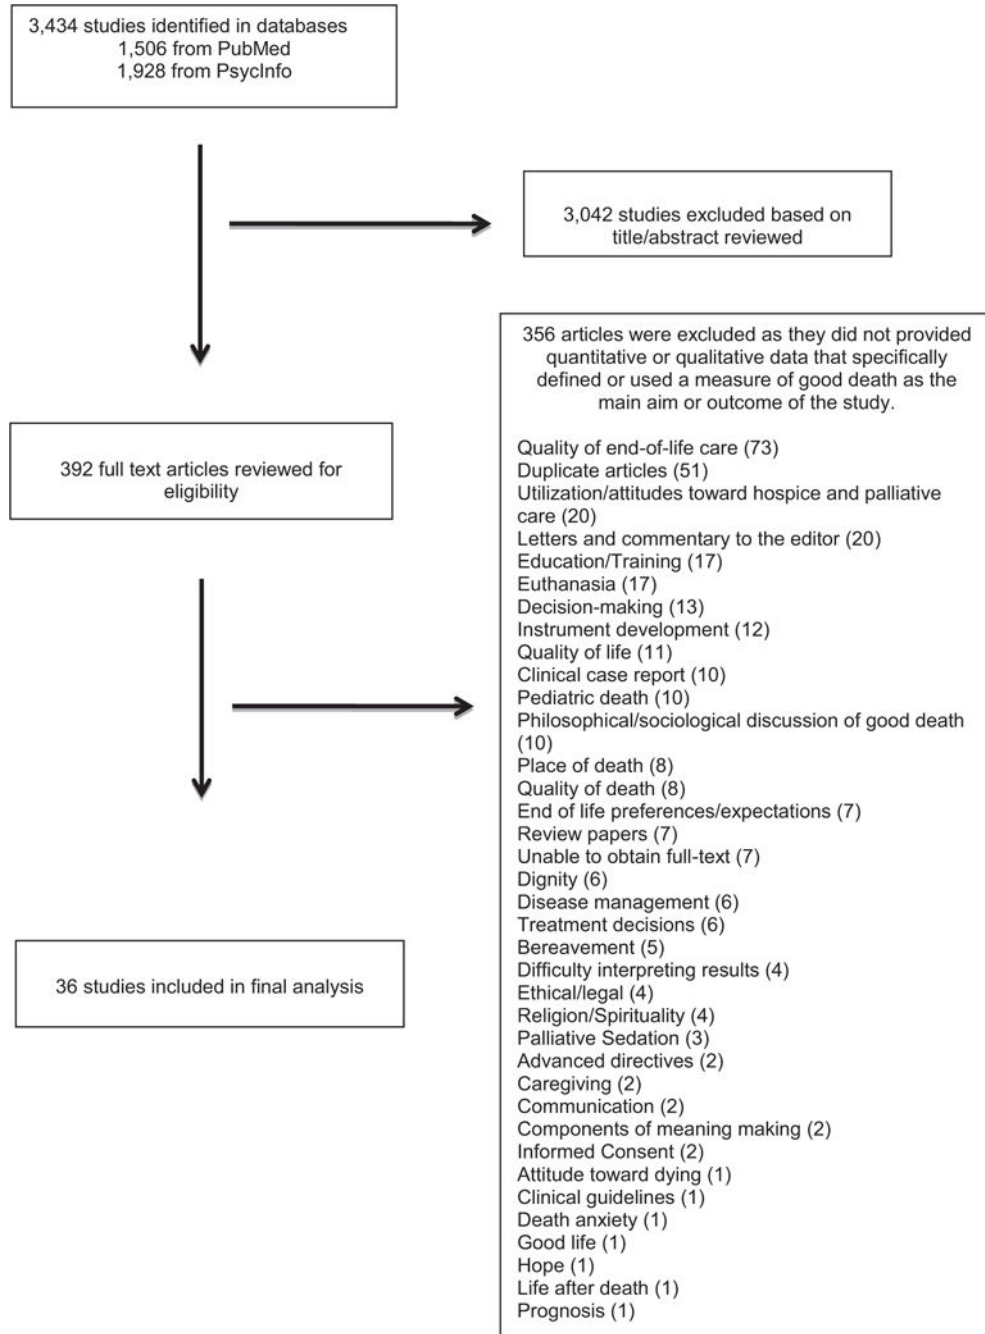 3,434 studies identified in databases
1,506 from PubMed
1,928 from PsycInfo
3,042 studies excluded based on
title/abstract reviewed
392 full text articles reviewed for
eligibility
356 articles were excluded as they did not provided
quantitative or qualitative data that specifically
defined or used a measure of good death as the
main aim or outcome of the study.
Quality of end-of-life care (73)
Duplicate articles (51)
Utilization/attitudes toward hospice and palliative
care (20)
Letters and commentary to the editor (20)
Education/Training (17)
Euthanasia (17)
Decision-making (13)
Instrument development (12)
Quality of life (11)
Clinical case report (10)
Pediatric death (10)
Philosophical/sociological discussion of good death
(10)
Place of death (8)
Quality of death (8)
End of life preferences/expectations (7)
Review papers (7)
Unable to obtain full-text (7)
Dignity (6)
Disease management (6)
Treatment decisions (6)
Bereavement (5)
Difficulty interpreting results (4)
Ethical/legal (4)
Religion/Spirituality (4)
Palliative Sedation (3)
Advanced directives (2)
Caregiving (2)
Communication (2)
Components of meaning making (2)
Informed Consent (2)
Attitude toward dying (1)
Clinical guidelines (1)
Death anxiety (1)
Good life (1)
Hope (1)
Life after death (1)
Prognosis (1)
36 studies included in final analysis